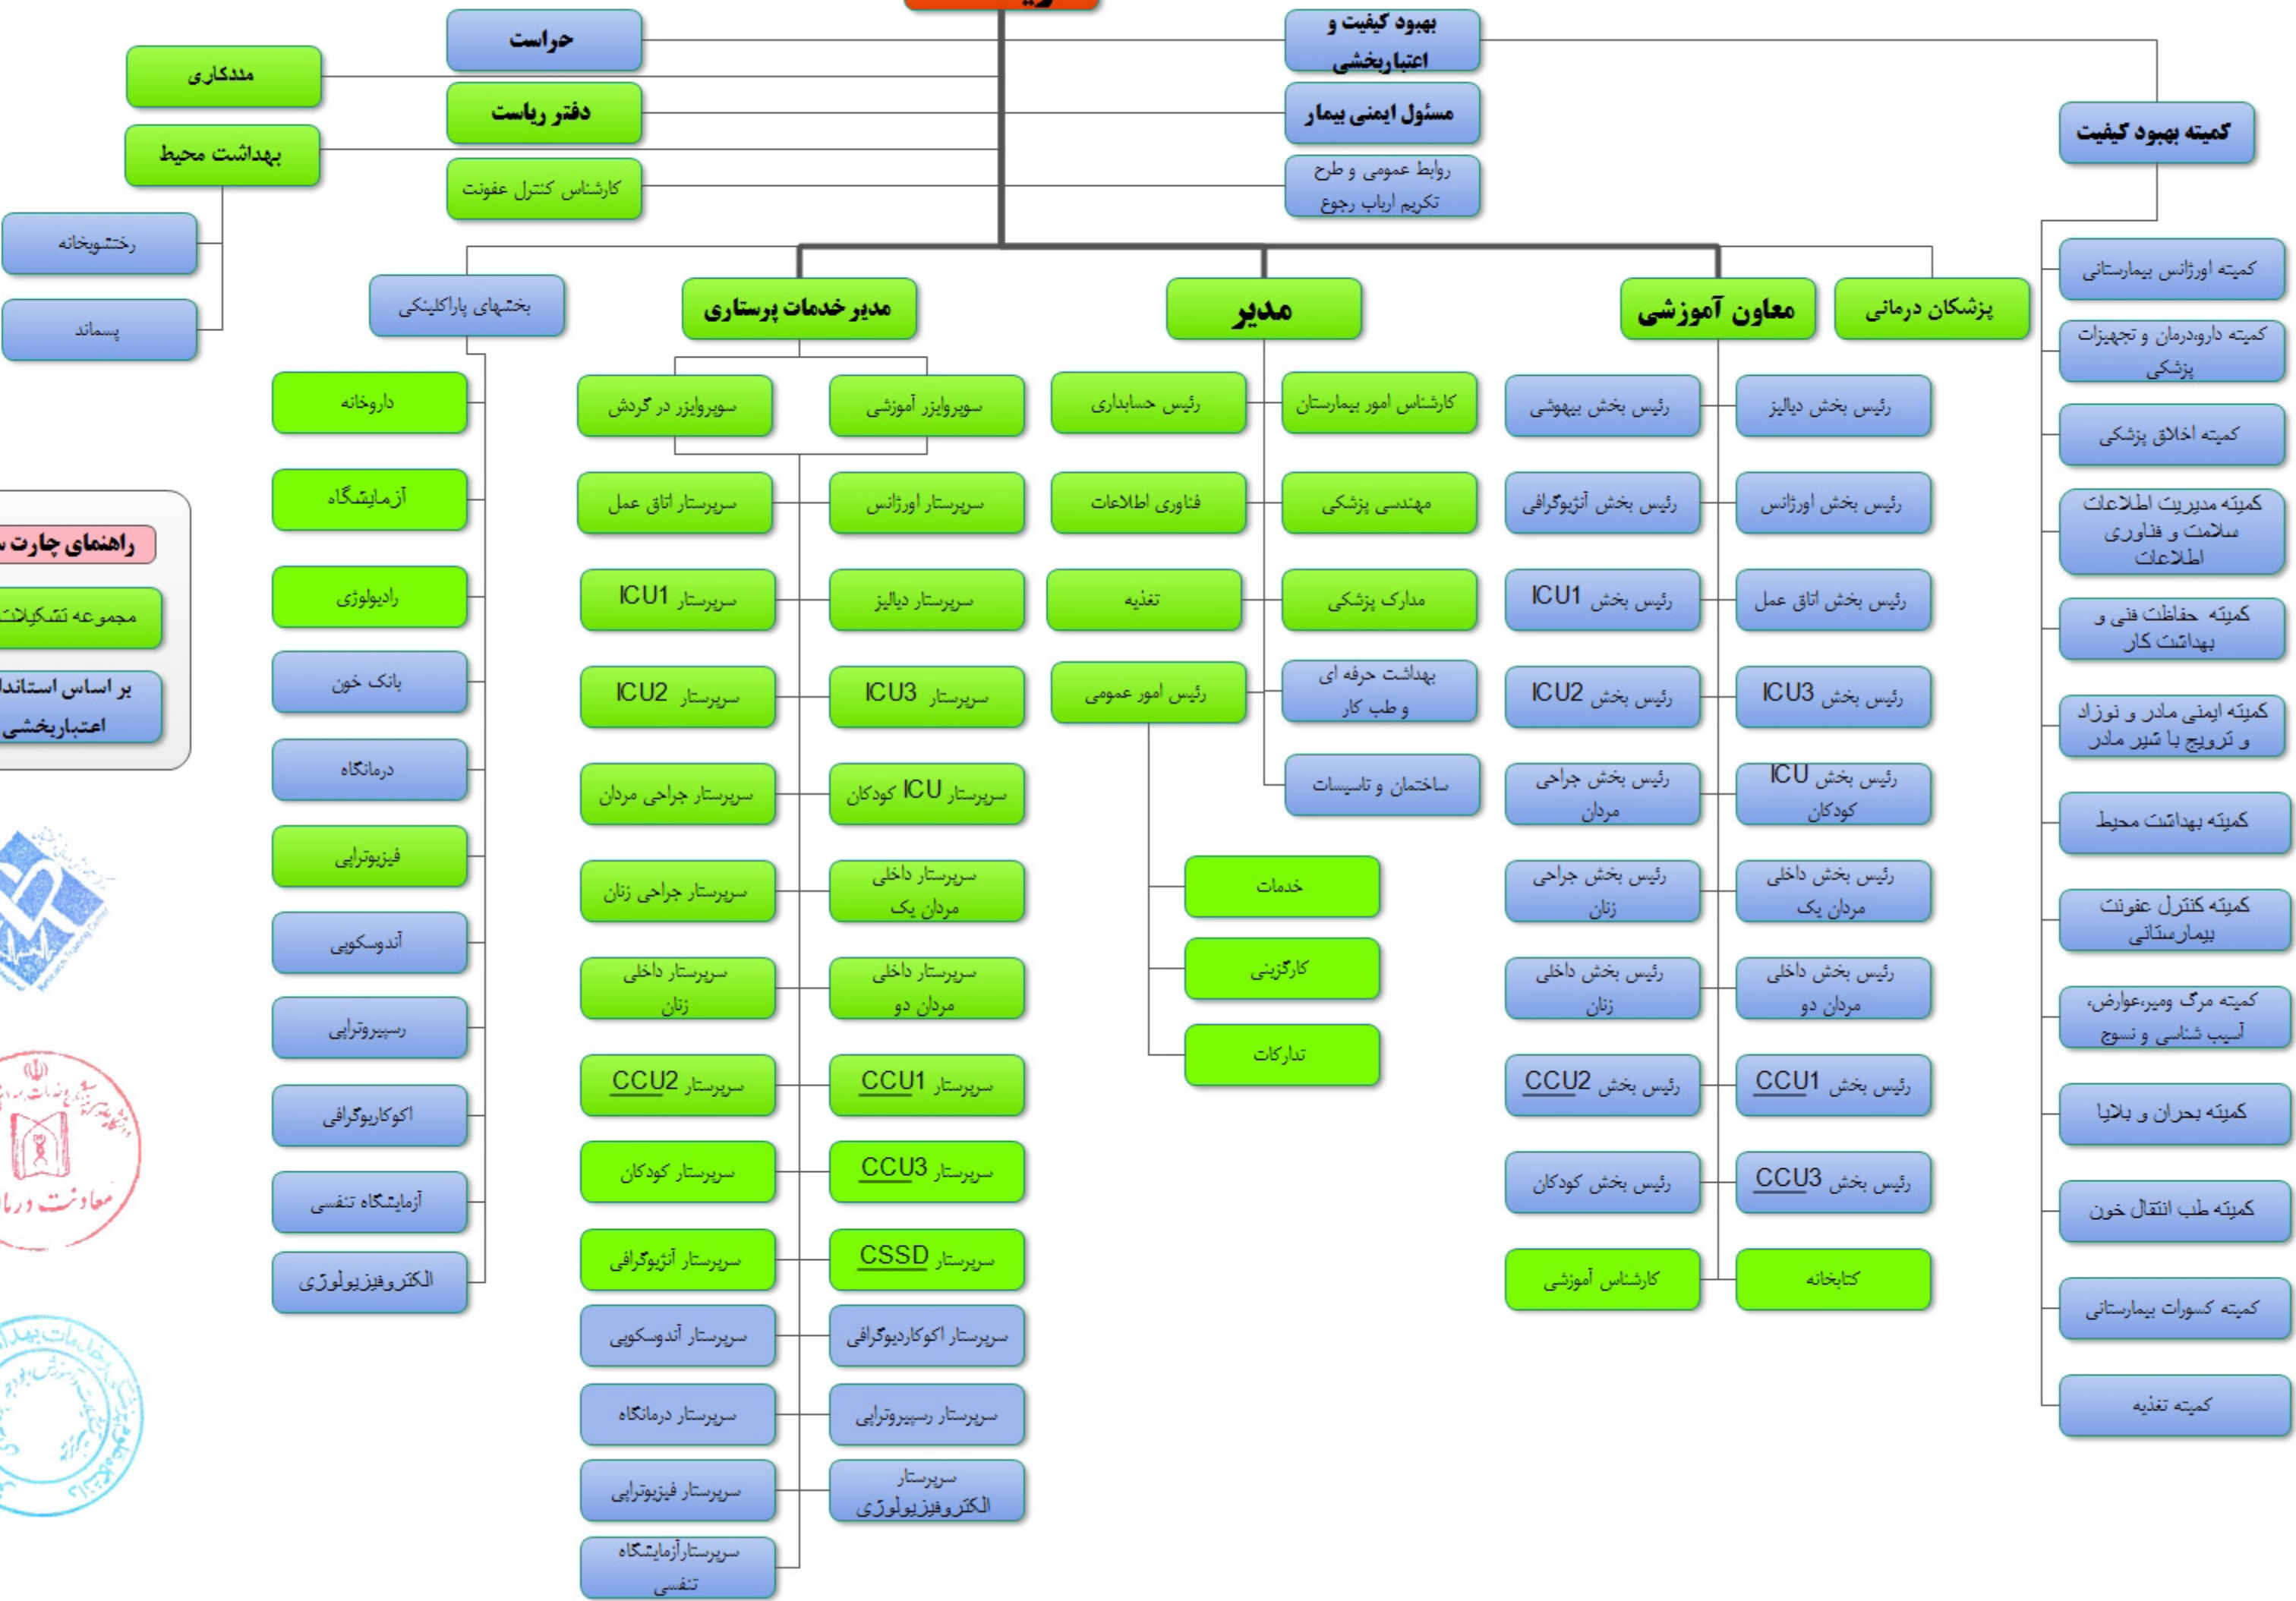 بهبود کیفیت و
اعتباربخشی
حراست
مددکاری
مسئول ایمنی بیمار
دفتر ریاست
کمیته بهبود کیفیت
بهداشت محیط
روابط عمومی و طرح
تکریم ارباب رجوع
کارشناس کنترل عفونت
رختشویخانه
پسماند
پزشکان درمانی
معاون آموزشی
مدیر
مدیر خدمات پرستاری
بخشهای پاراکلینکی
کمیته اورژانس بیمارستانی
کمیته دارو،درمان و تجهیزات
پزشکی
کمیته اخلاق پزشکی
کمیته مدیریت اطلاعات
سلامت و فناوری
اطلاعات
کمیته حفاظت فنی و
بهداشت کار
کمیته ایمنی مادر و نوزاد
و ترویج با شیر مادر
کمیته بهداشت محیط
کمیته کنترل عفونت
بیمارستانی
کمیته مرگ ومیر،عوارض،
آسیب شناسی و نسوج
کمیته بحران و بلایا
کمیته طب انتقال خون
کمیته کسورات بیمارستانی
کمیته تغذیه
رئیس بخش دیالیز
رئیس بخش بیهوشی
رئیس بخش اورژانس
رئیس بخش آنژیوگرافی
رئیس بخش اتاق عمل
رئیس بخش ICU1
رئیس بخش ICU3
رئیس بخش ICU2
رئیس بخش ICU
کودکان
رئیس بخش جراحی
مردان
رئیس بخش داخلی
مردان یک
رئیس بخش جراحی
زنان
رئیس بخش داخلی
مردان دو
رئیس بخش داخلی
زنان
رئیس بخش CCU1
رئیس بخش CCU2
رئیس بخش CCU3
رئیس بخش کودکان
کتابخانه
کارشناس آموزشی
کارشناس امور بیمارستان
رئیس حسابداری
مهندسی پزشکی
فناوری اطلاعات
مدارک پزشکی
تغذیه
بهداشت حرفه ای
و طب کار
رئیس امور عمومی
ساختمان و تاسیسات
خدمات
کارگزینی
تدارکات
سوپروایزر آموزشی
سوپروایزر در گردش
سرپرستار اورژانس
سرپرستار اتاق عمل
سرپرستار دیالیز
سرپرستار ICU1
سرپرستار ICU3
سرپرستار ICU2
سرپرستار ICU کودکان
سرپرستار جراحی مردان
سرپرستار داخلی
مردان یک
سرپرستار جراحی زنان
سرپرستار داخلی
مردان دو
سرپرستار داخلی
زنان
سرپرستار CCU1
سرپرستار CCU2
سرپرستار CCU3
سرپرستار کودکان
سرپرستار CSSD
سرپرستار آنژیوگرافی
سرپرستار اکوکاردیوگرافی
سرپرستار آندوسکوپی
سرپرستار رسپیروتراپی
سرپرستار درمانگاه
سرپرستار
الکتروفیزیولوژی
سرپرستار فیزیوتراپی
سرپرستارآزمایشگاه
تنفسی
داروخانه
آزمایشگاه
رادیولوژی
بانک خون
درمانگاه
فیزیوتراپی
آندوسکوپی
رسپیروتراپی
اکوکاریوگرافی
آزمایشگاه تنفسی
الکتروفیزیولوژی
راهنمای چارت
مجموعه تشکیلات
بر اساس
اعتباربخشی
معاونت